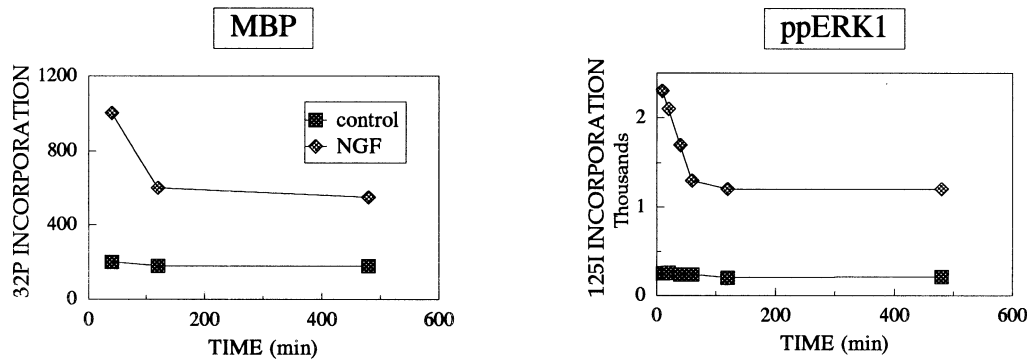 MBP
32P INCORPORATION
1200
800
400
0
0
200
400
600
TIME (min)
control
NGF
ppERK1
125I INCORPORATION
Thousands
2
1
0
0
200
400
600
TIME (min)